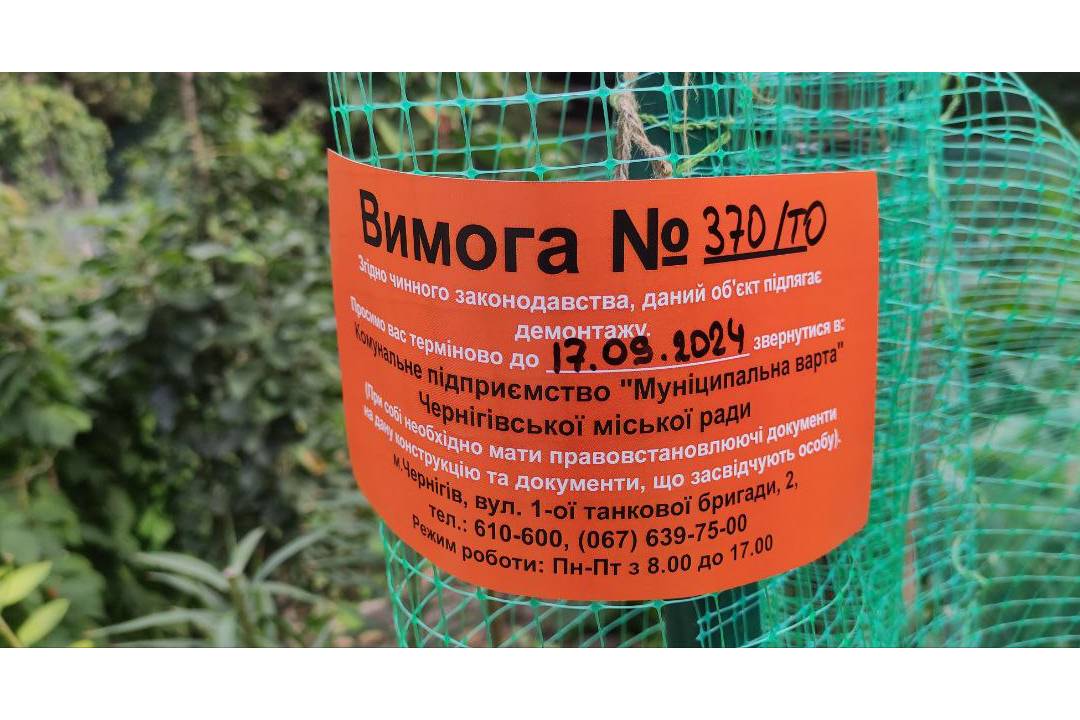 Вимога № 370/ТО
Згідно чинного законодавства, даний об'єкт підлягає
демонтажу.
Просимо вас терміново до 17.09.2024 звернутися в:
Комунальне підприємство "Муніципальна варта"
Чернігівської міської ради
(При собі необхідно мати правовстановлюючі документи
на дану конструкцію та документи, що засвідчують особу).
м.Чернігів, вул. 1-ої танкової бригади, 2,
тел.: 610-600, (067) 639-75-00
Режим роботи: Пн-Пт з 8.00 до 17.00